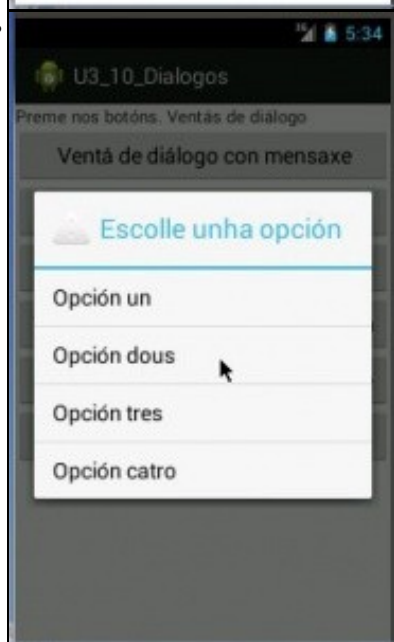 3G 5:34
U3_10_Dialogos
Preme nos botóns. Ventás de diálogo
Ventá de diálogo con mensaxe
Escolle unha opción
Opción un
Opción dous
Opción tres
Opción catro